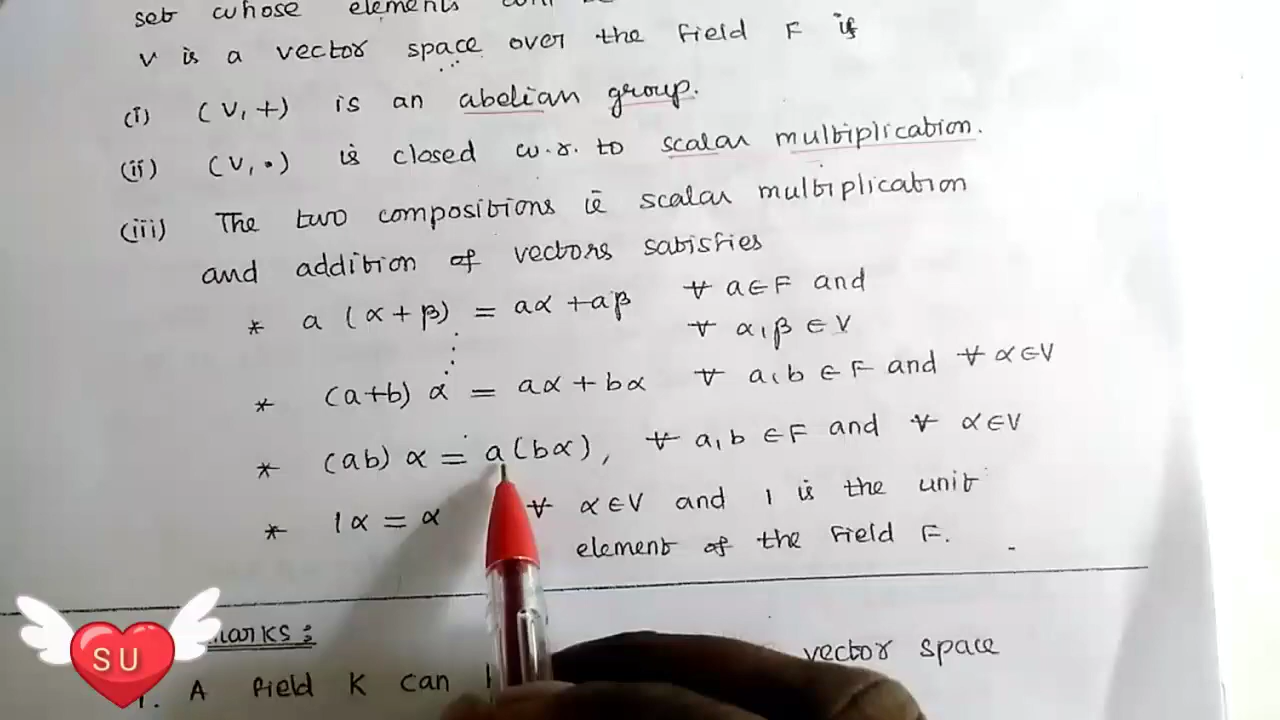 set whose elements
V is a vector space over the field F if
(i) (V, +) is an abelian group.
(ii) (V, •) is closed w.r. to scalar multiplication.
(iii) The two compositions ie scalar multiplication
and addition of vectors satisfies
* a (α + β) = aα + aβ ∀ a ∈ F and
∀ α, β ∈ V
* (a+b) α = aα + bα ∀ a, b ∈ F and ∀ α ∈ V
* (ab) α = a(bα), ∀ a, b ∈ F and ∀ α ∈ V
* 1α = α ∀ α ∈ V and 1 is the unit
element of the field F.
marks :
vector space
1. A field K can
SU